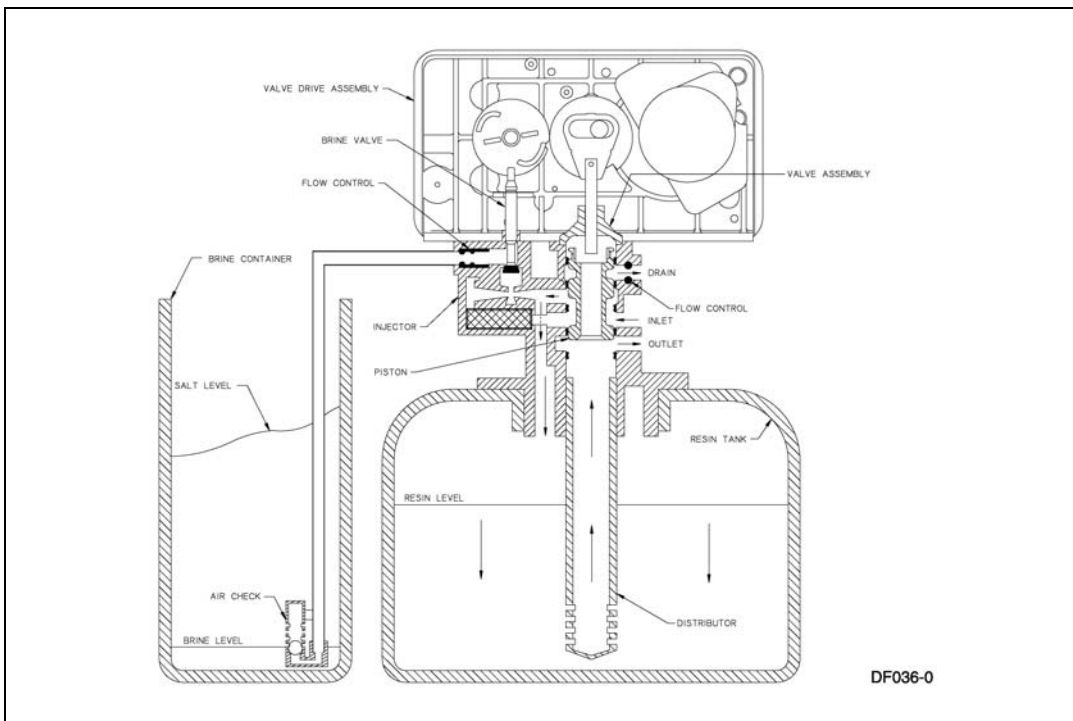 VALVE DRIVE ASSEMBLY
BRINE VALVE
FLOW CONTROL
BRINE CONTAINER
VALVE ASSEMBLY
DRAIN
FLOW CONTROL
INLET
OUTLET
INJECTOR
PISTON
SALT LEVEL
RESIN TANK
RESIN LEVEL
AIR CHECK
BRINE LEVEL
DISTRIBUTOR
DF036-0